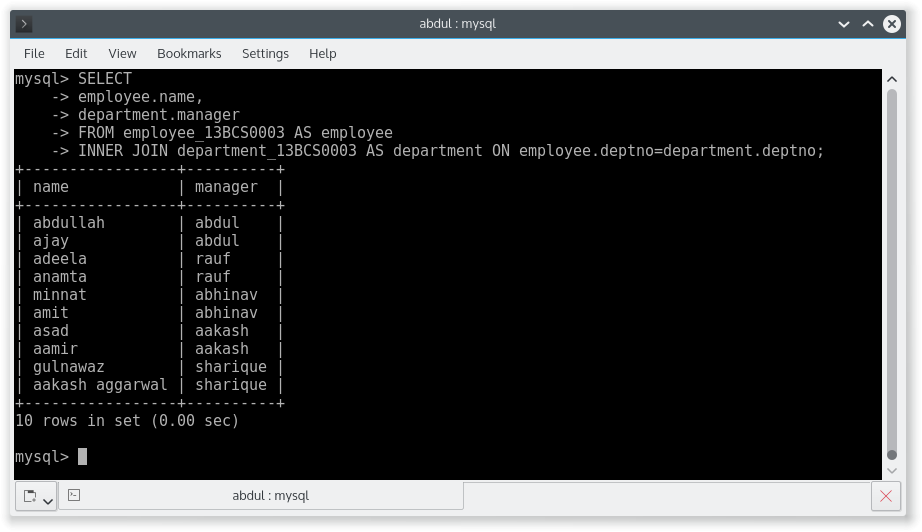 abdul : mysql
File Edit View Bookmarks Settings Help
mysql> SELECT
    -> employee.name,
    -> department.manager
    -> FROM employee_13BCS0003 AS employee
    -> INNER JOIN department_13BCS0003 AS department ON employee.deptno=department.deptno;
+-----------------+----------+
| name            | manager  |
+-----------------+----------+
| abdullah        | abdul    |
| ajay            | abdul    |
| adeela          | rauf     |
| anamta          | rauf     |
| minnat          | abhinav  |
| amit            | abhinav  |
| asad            | aakash   |
| aamir           | aakash   |
| gulnawaz        | sharique |
| aakash aggarwal | sharique |
+-----------------+----------+
10 rows in set (0.00 sec)
mysql>
abdul : mysql